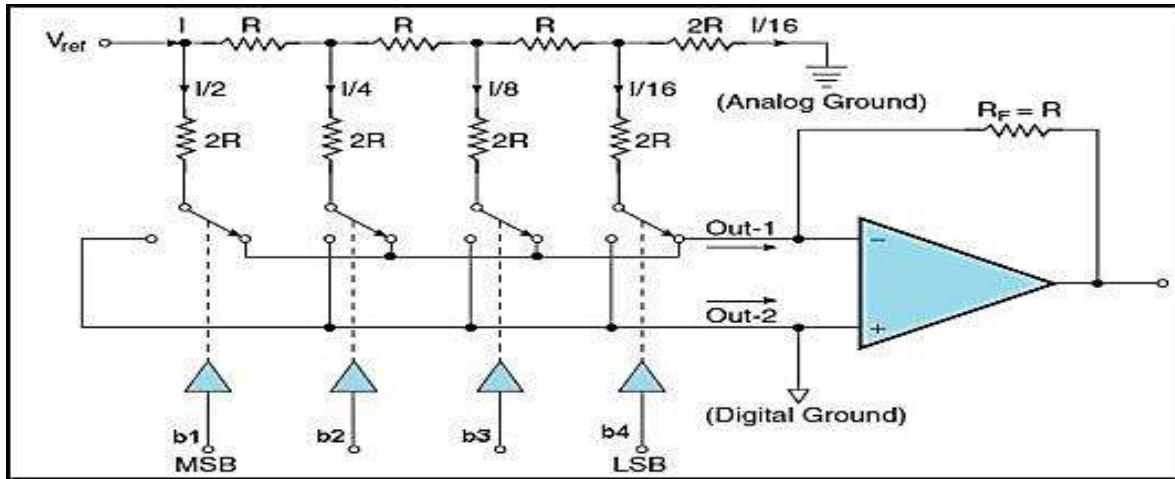 I R R R 2R I/16
Vref
I/2 I/4 I/8 I/16
(Analog Ground)
RF = R
2R 2R 2R 2R
Out-1
−
Out-2
+
(Digital Ground)
b1 b2 b3 b4
MSB LSB